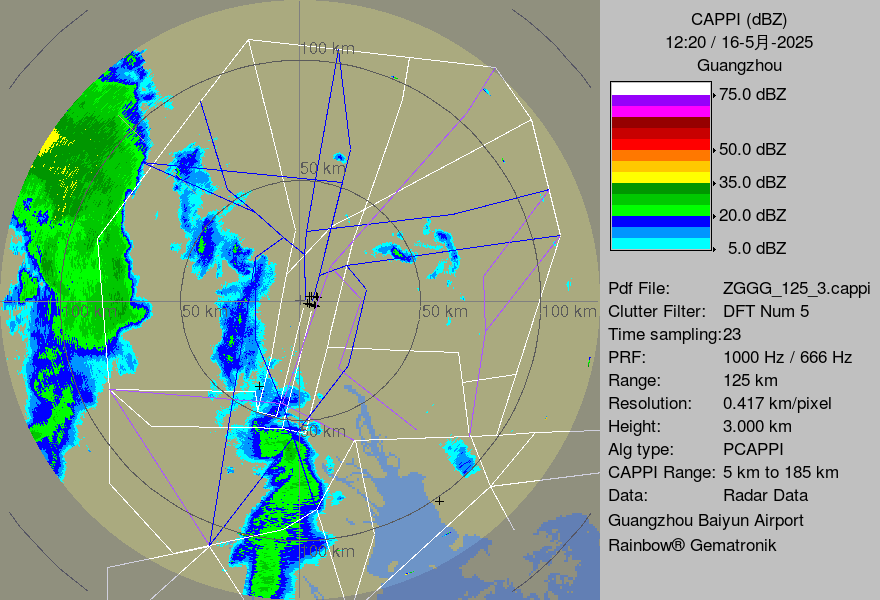 CAPPI (dBZ)
12:20 / 16-5月-2025
Guangzhou
75.0 dBZ
50.0 dBZ
35.0 dBZ
20.0 dBZ
5.0 dBZ
100 km
50 km
100 km
50 km
50 km
100 km
50 km
100 km
Pdf File: ZGGG_125_3.cappi
Clutter Filter: DFT Num 5
Time sampling:23
PRF: 1000 Hz / 666 Hz
Range: 125 km
Resolution: 0.417 km/pixel
Height: 3.000 km
Alg type: PCAPPI
CAPPI Range: 5 km to 185 km
Data: Radar Data
Guangzhou Baiyun Airport
Rainbow® Gematronik